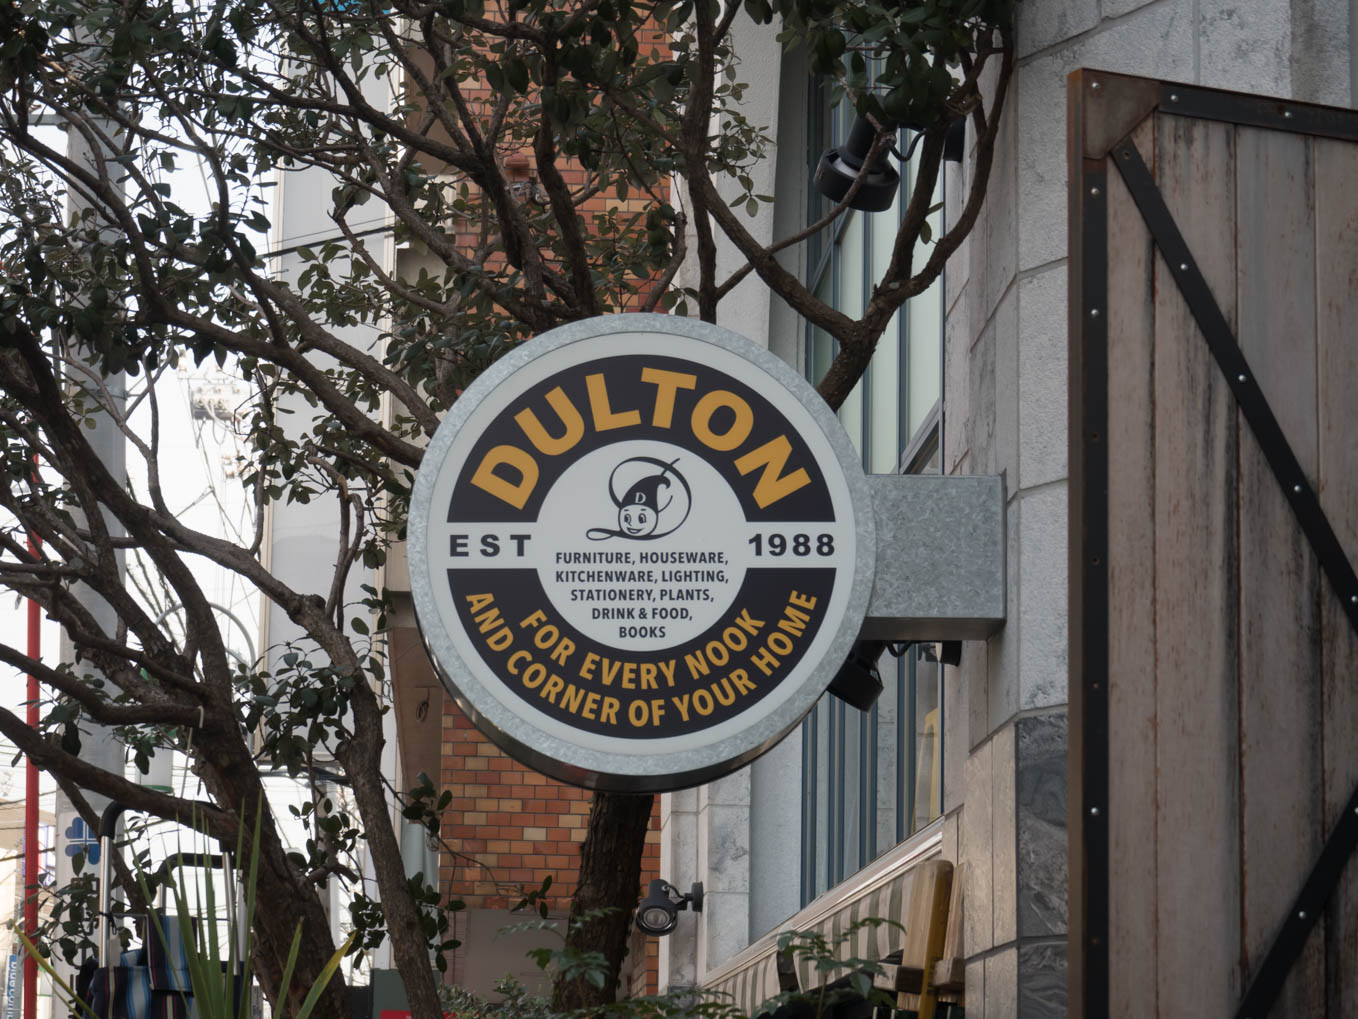 DULTON
D
EST 1988
FURNITURE, HOUSEWARE,
KITCHENWARE, LIGHTING,
STATIONERY, PLANTS,
DRINK & FOOD,
BOOKS
FOR EVERY NOOK
AND CORNER OF YOUR HOME